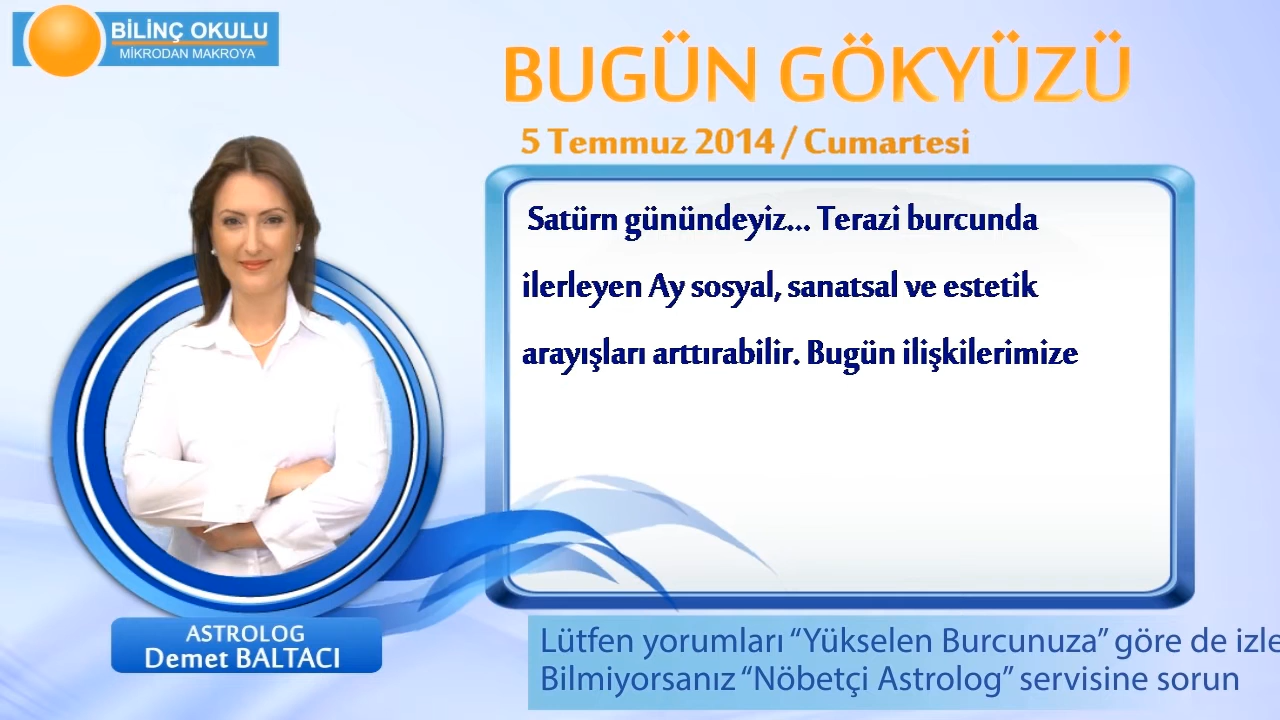 BİLİNÇ OKULU
MİKRODAN MAKROYA
BUGÜN GÖKYÜZÜ
5 Temmuz 2014 / Cumartesi
Satürn günündeyiz... Terazi burcunda
ilerleyen Ay sosyal, sanatsal ve estetik
arayışları arttırabilir. Bugün ilişkilerimize
ASTROLOG
Demet BALTACI
Lütfen yorumları “Yükselen Burcunuza” göre de izle
Bilmiyorsanız “Nöbetçi Astrolog” servisine sorun